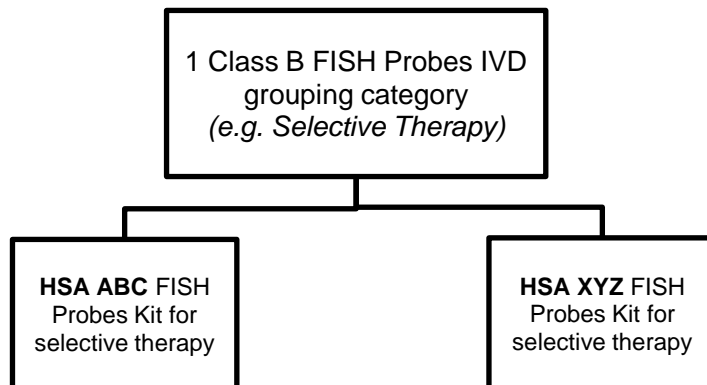 1 Class B FISH Probes IVD
grouping category
(e.g. Selective Therapy)
HSA ABC FISH
Probes Kit for
selective therapy
HSA XYZ FISH
Probes Kit for
selective therapy